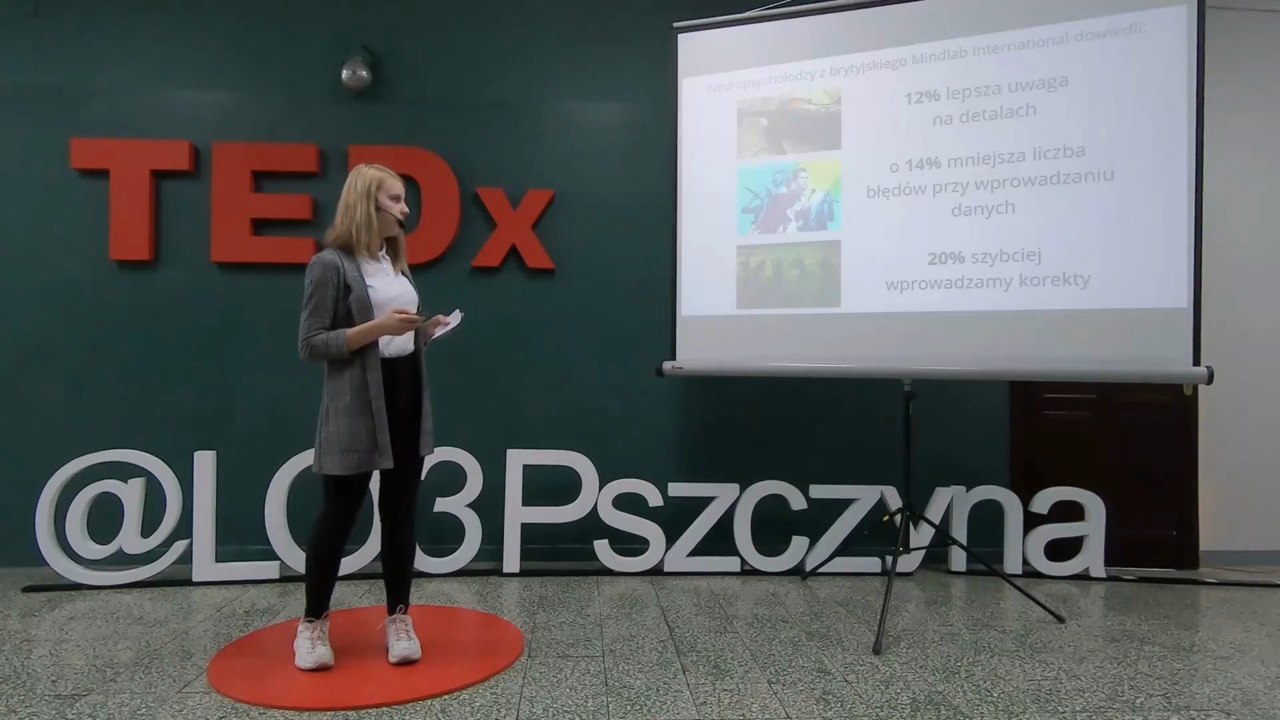 TEDx
@LO3Pszczyna
Neuropsycholodzy z brytyjskiego Mindlab International dowiedli:
12% lepsza uwaga
na detalach
o 14% mniejsza liczba
błędów przy wprowadzaniu
danych
20% szybciej
wprowadzamy korekty